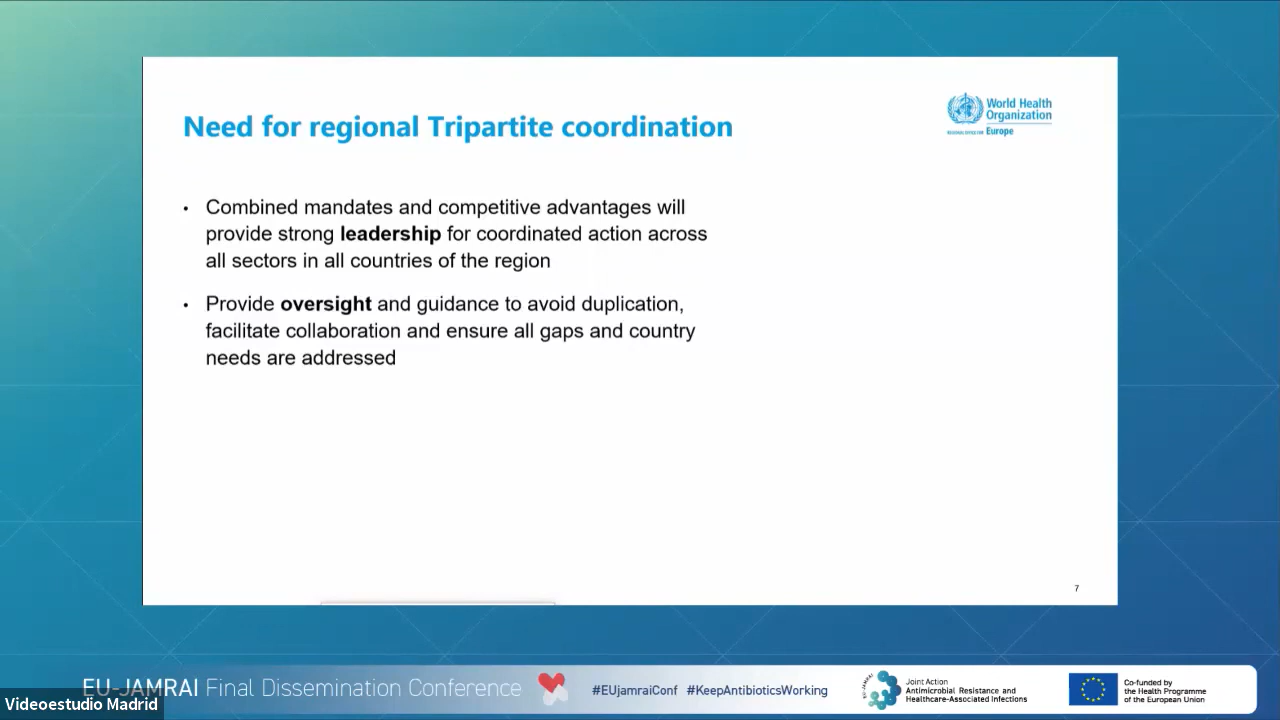 Need for regional Tripartite coordination
World Health
Organization
REGIONAL OFFICE FOR Europe
• Combined mandates and competitive advantages will
provide strong leadership for coordinated action across
all sectors in all countries of the region
• Provide oversight and guidance to avoid duplication,
facilitate collaboration and ensure all gaps and country
needs are addressed
7
EU-JAMRAI Final Dissemination Conference
#EUjamraiConf #KeepAntibioticsWorking
EU-JAMRAI
Joint Action
Antimicrobial Resistance and
Healthcare-Associated Infections
Co-funded by
the Health Programme
of the European Union
Videoestudio Madrid